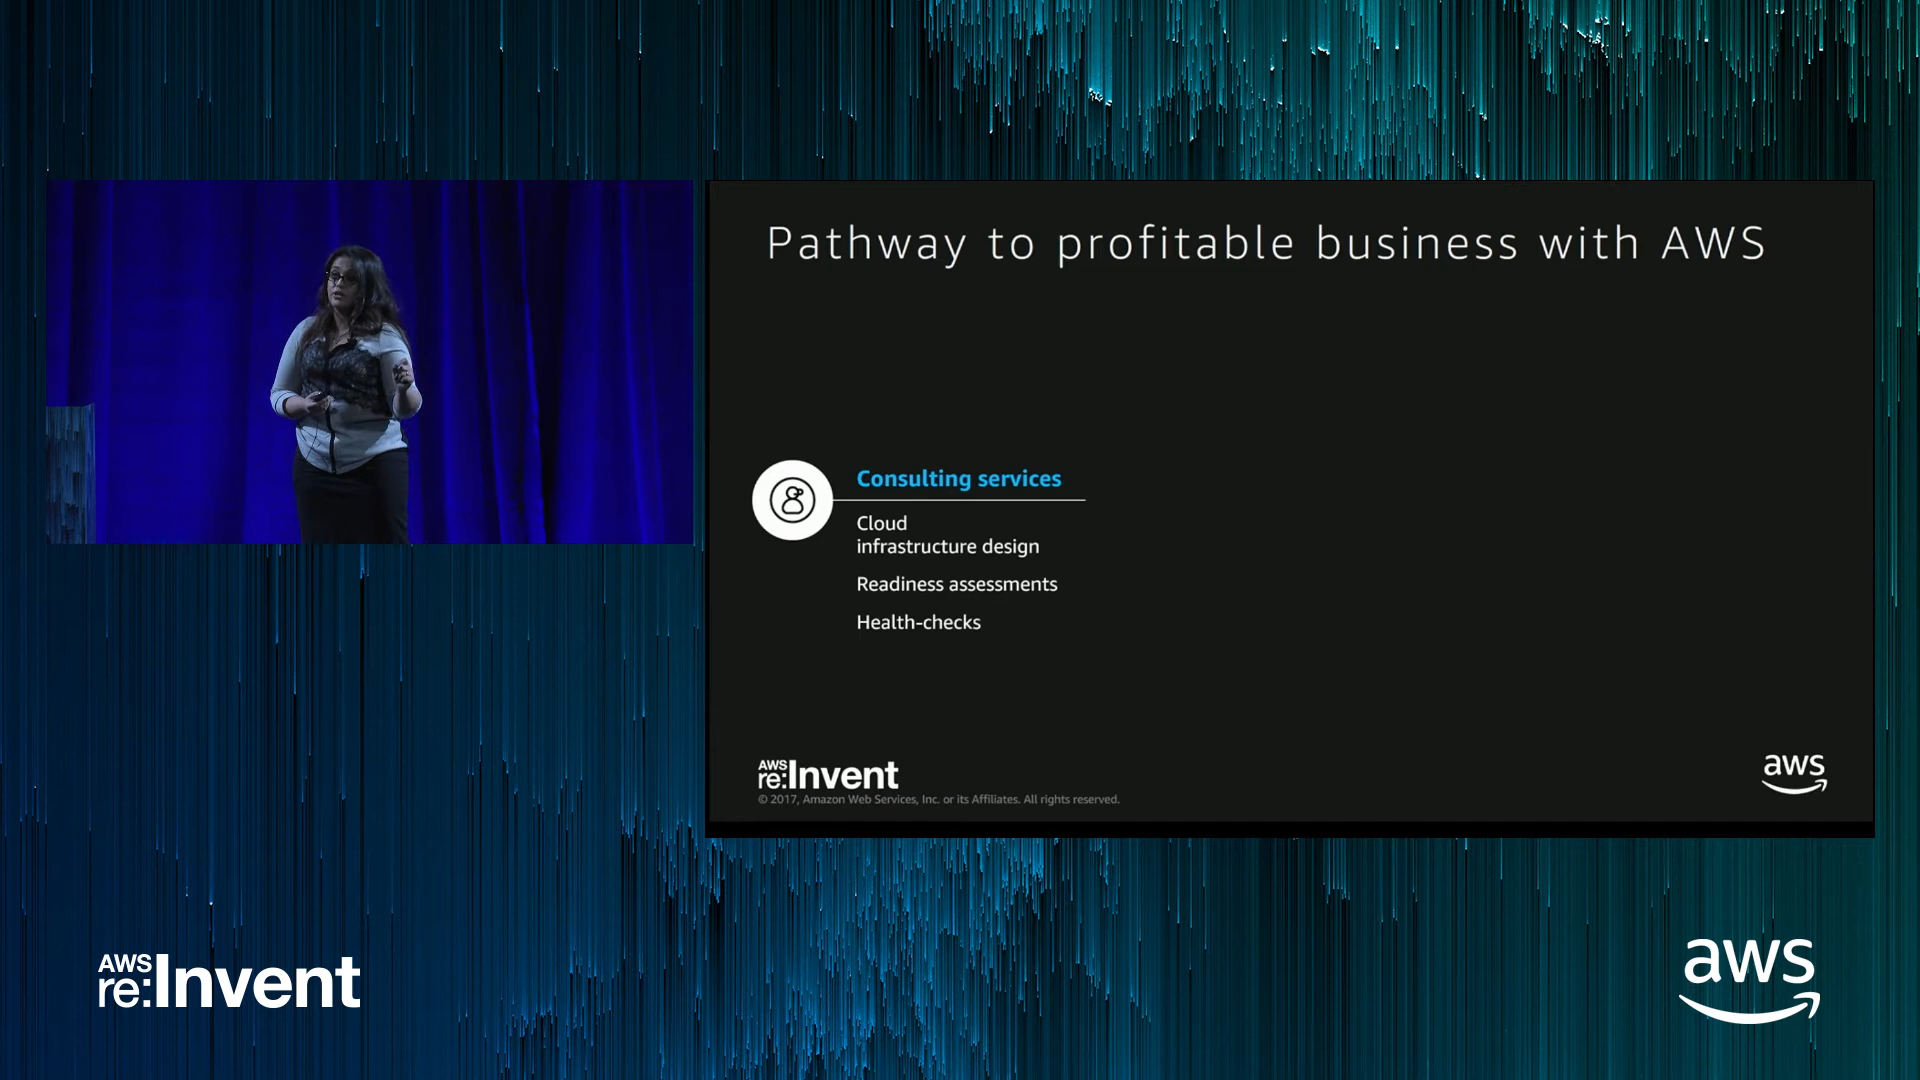 Pathway to profitable business with AWS
Consulting services
Cloud
infrastructure design
Readiness assessments
Health-checks
AWS
re:Invent
© 2017, Amazon Web Services, Inc. or its Affiliates. All rights reserved.
aws
AWS
re:Invent
aws